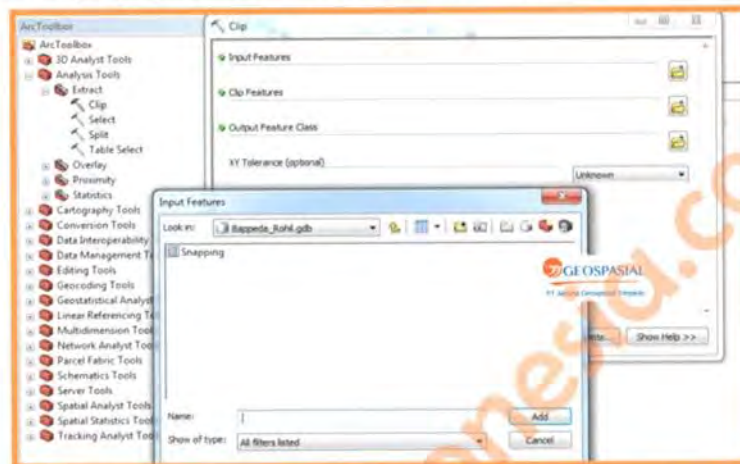 ArcToolbox
ArcToolbox
3D Analyst Tools
Analysis Tools
Extract
Clip
Select
Split
Table Select
Overlay
Proximity
Statistics
Cartography Tools
Conversion Tools
Data Interoperability
Data Management
Editing Tools
Geocoding Tools
Geostatistical Analyst
Linear Referencing
Multidimension
Network Analyst
Parcel Fabric Tools
Schematics Tools
Server Tools
Spatial Analyst Tools
Spatial Statistics
Tracking Analyst
Clip
Input Features
Clip Features
Output Feature Class
XY Tolerance (optional)
Unknown
Show Help >>
Input Features
Look in: Bappeda_Rohil.gdb
Snapping
Name:
Add
Show of type: All filters listed
Cancel
GEOSPASIAL
nesia.co